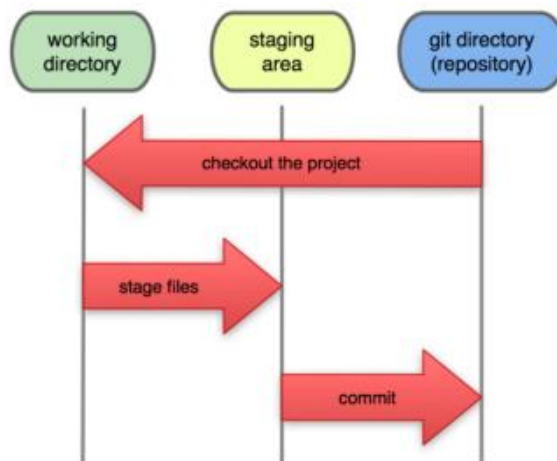 working
directory
staging
area
git directory
(repository)
checkout the project
stage files
commit